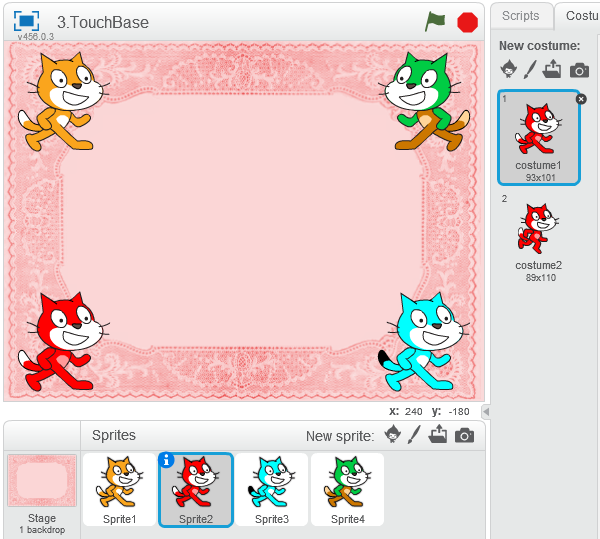 3.TouchBase
v456.0.3
Scripts
Costu
New costume:
1
costume1
93x101
2
costume2
89x110
x: 240 y: -180
Sprites
New sprite:
Stage
1 backdrop
Sprite1
Sprite2
Sprite3
Sprite4